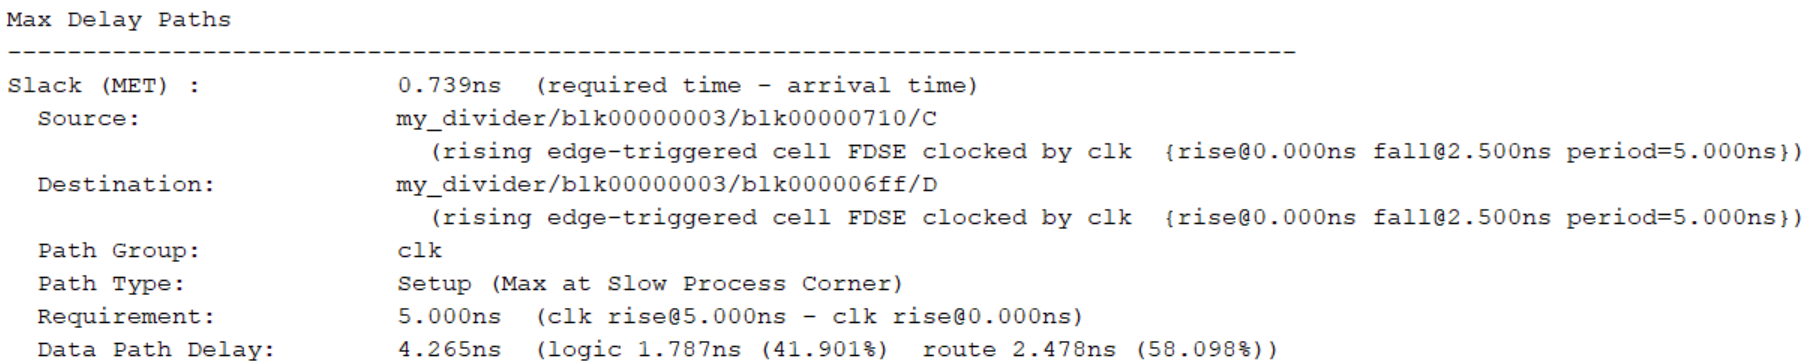 Max Delay Paths
--------------------------------------------------------------------------------------
Slack (MET) :             0.739ns  (required time - arrival time)
  Source:                 my_divider/blk00000003/blk00000710/C
                            (rising edge-triggered cell FDSE clocked by clk  {rise@0.000ns fall@2.500ns period=5.000ns})
  Destination:            my_divider/blk00000003/blk000006ff/D
                            (rising edge-triggered cell FDSE clocked by clk  {rise@0.000ns fall@2.500ns period=5.000ns})
  Path Group:             clk
  Path Type:              Setup (Max at Slow Process Corner)
  Requirement:            5.000ns  (clk rise@5.000ns - clk rise@0.000ns)
  Data Path Delay:        4.265ns  (logic 1.787ns (41.901%)  route 2.478ns (58.098%))